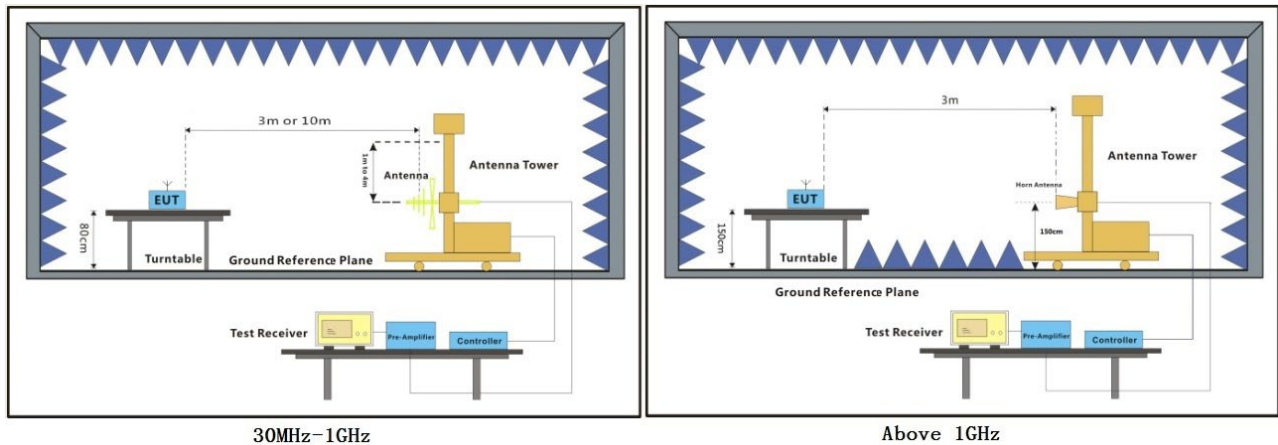 3m or 10m
1m to 4m
Antenna Tower
Antenna
EUT
80cm
Turntable
Ground Reference Plane
Test Receiver
Pre-Amplifier
Controller
30MHz-1GHz
3m
Antenna Tower
Horn Antenna
EUT
150cm
150cm
Turntable
Ground Reference Plane
Test Receiver
Pre-Amplifier
Controller
Above 1GHz